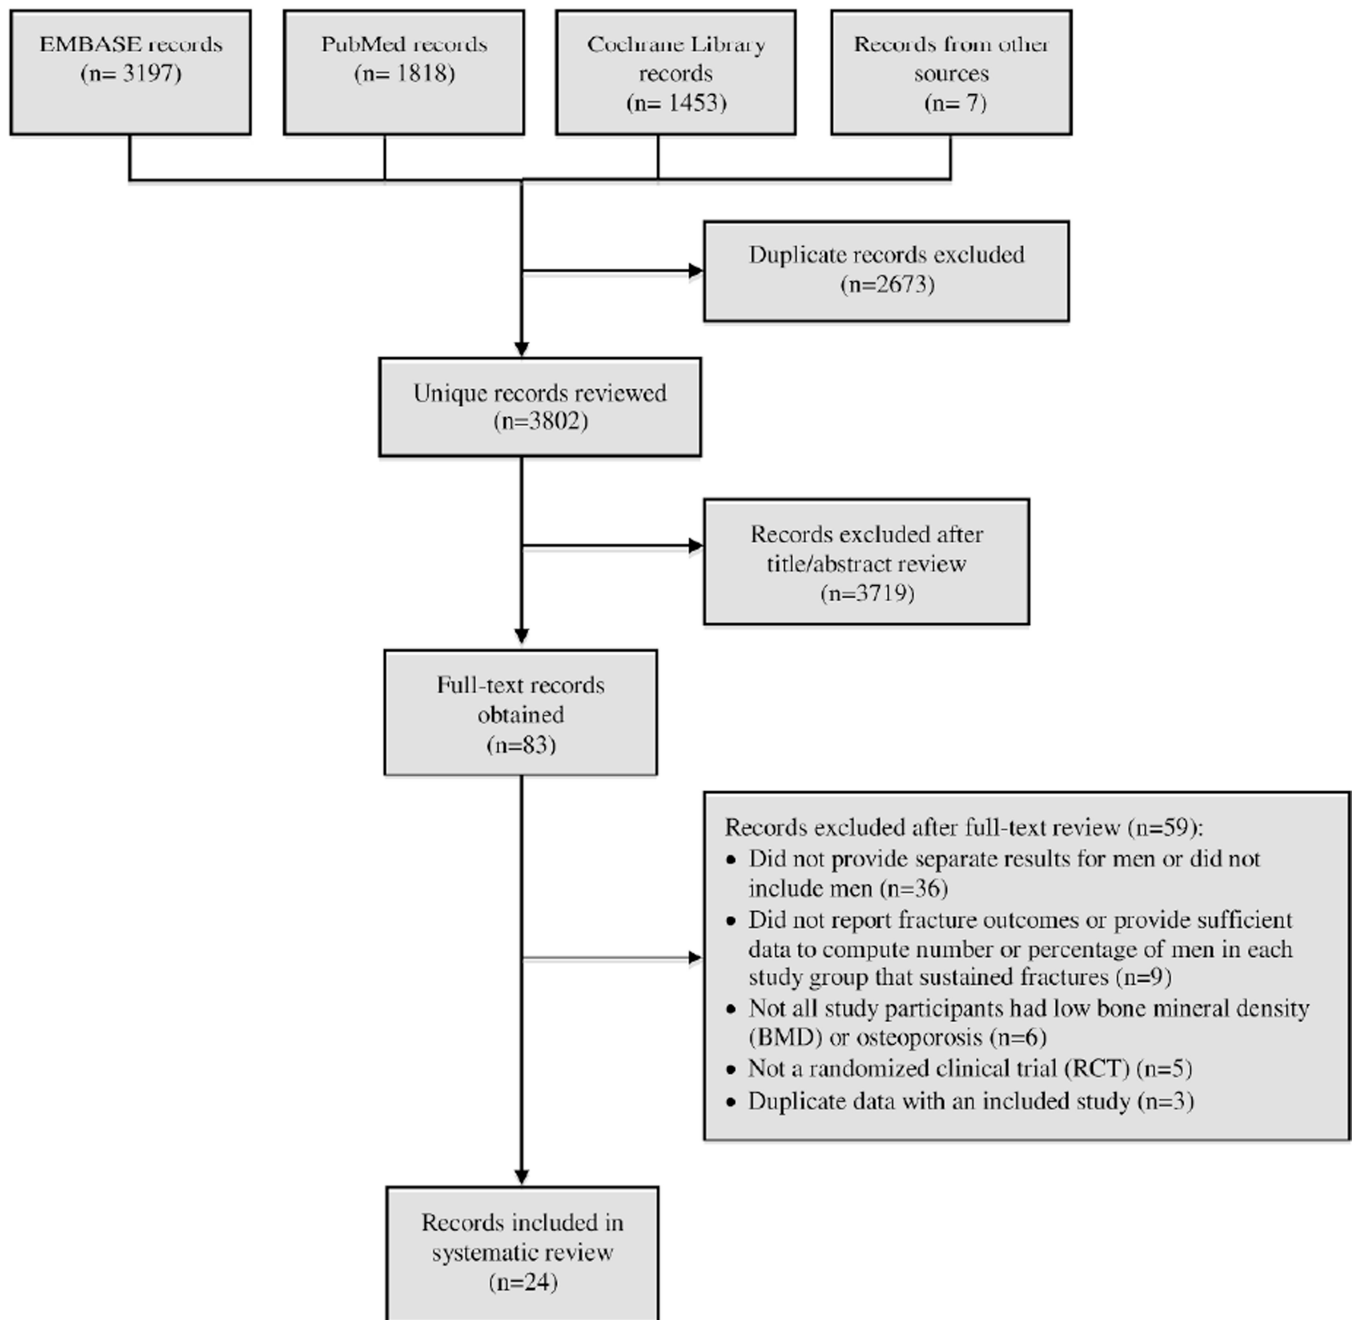 EMBASE records
(n= 3197)
PubMed records
(n= 1818)
Cochrane Library
records
(n= 1453)
Records from other
sources
(n= 7)
Duplicate records excluded
(n=2673)
Unique records reviewed
(n=3802)
Records excluded after
title/abstract review
(n=3719)
Full-text records
obtained
(n=83)
Records excluded after full-text review (n=59):
• Did not provide separate results for men or did not
include men (n=36)
• Did not report fracture outcomes or provide sufficient
data to compute number or percentage of men in each
study group that sustained fractures (n=9)
• Not all study participants had low bone mineral density
(BMD) or osteoporosis (n=6)
• Not a randomized clinical trial (RCT) (n=5)
• Duplicate data with an included study (n=3)
Records included in
systematic review
(n=24)